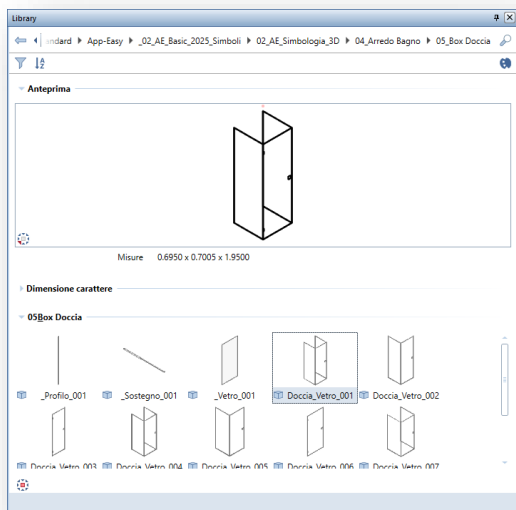 Library
ndard App-Easy _02_AE_Basic_2025_Simboli 02_AE_Simbologia_3D 04_Arredo Bagno 05_Box Doccia
Anteprima
Misure 0.6950 x 0.7005 x 1.9500
Dimensione carattere
05Box Doccia
_Profilo_001 _Sostegno_001 _Vetro_001 Doccia_Vetro_001 Doccia_Vetro_002
Doccia_Vetro_003 Doccia_Vetro_004 Doccia_Vetro_005 Doccia_Vetro_006 Doccia_Vetro_007